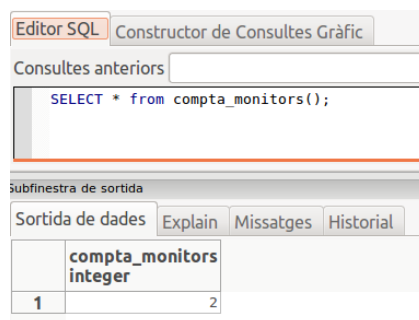 Editor SQL Constructor de Consultes Gràfic
Consultes anteriors
SELECT * from compta_monitors();
Subfinestra de sortida
Sortida de dades Explain Missatges Historial
compta_monitors
integer
1 2